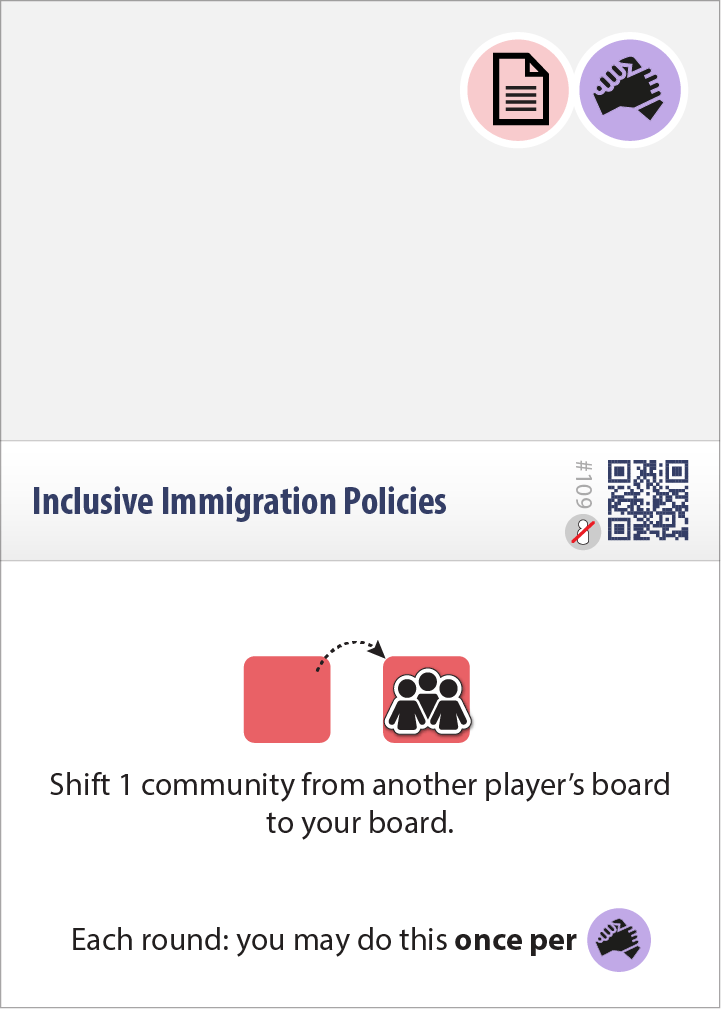 Inclusive Immigration Policies
#109
Shift 1 community from another player’s board
to your board.
Each round: you may do this once per